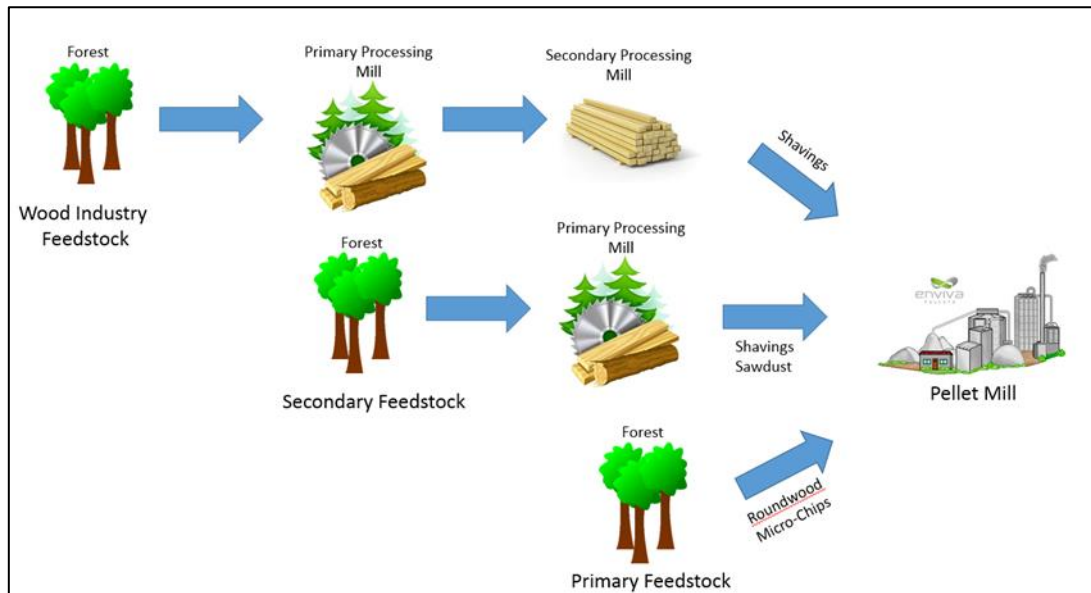 Forest
Primary Processing
Mill
Secondary Processing
Mill
Wood Industry
Feedstock
Shavings
Forest
Primary Processing
Mill
Secondary Feedstock
Shavings
Sawdust
enviva
PELLETS
Pellet Mill
Forest
Roundwood
Micro-Chips
Primary Feedstock